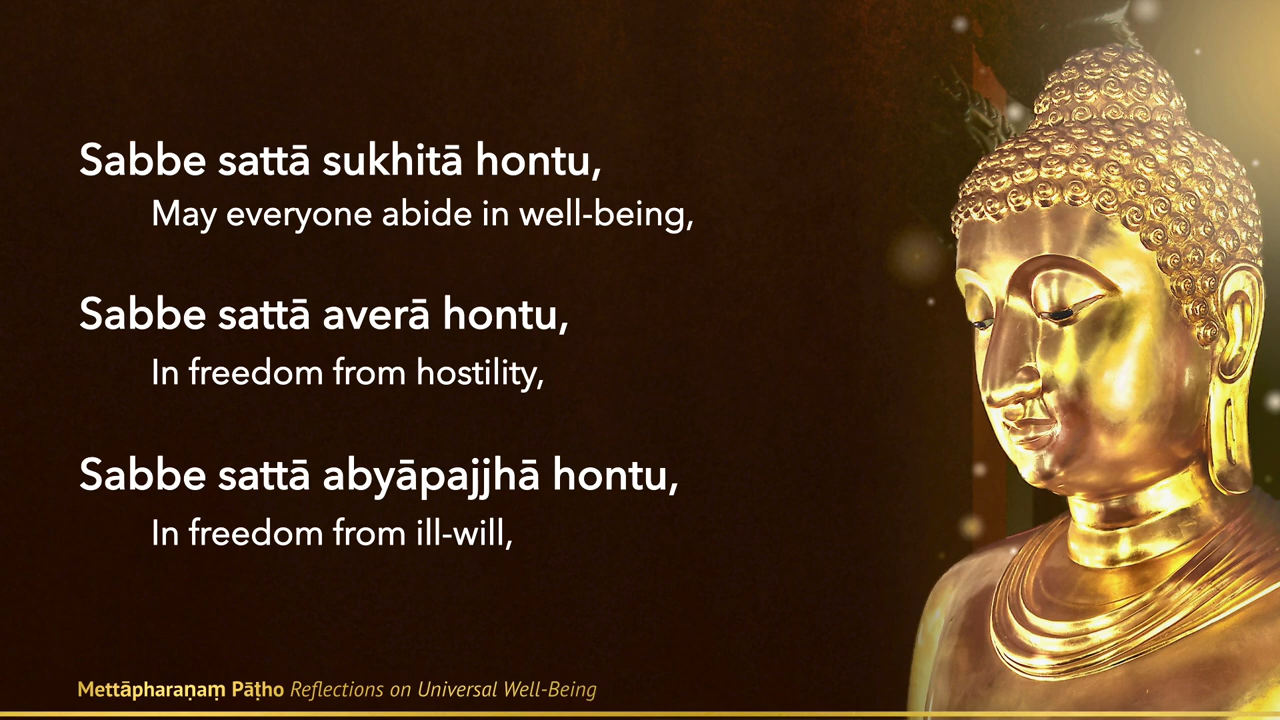 Sabbe sattā sukhitā hontu,
May everyone abide in well-being,
Sabbe sattā averā hontu,
In freedom from hostility,
Sabbe sattā abyāpajjhā hontu,
In freedom from ill-will,
Mettāpharaṇaṃ Pāṭho Reflections on Universal Well-Being